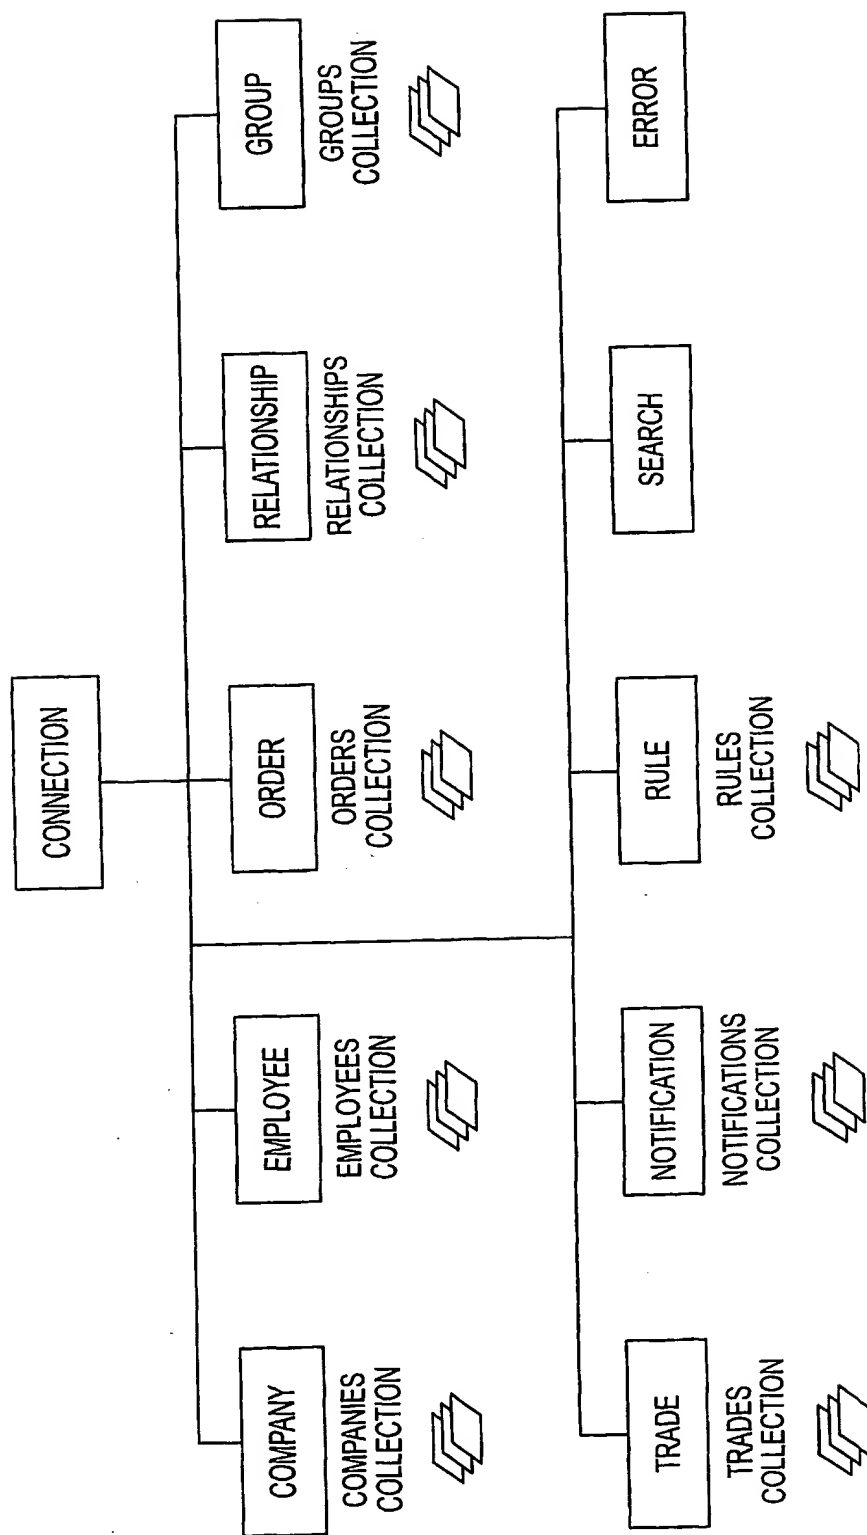 CONNECTION
COMPANY
COMPANIES
COLLECTION
EMPLOYEE
EMPLOYEES
COLLECTION
ORDER
ORDERS
COLLECTION
RELATIONSHIP
RELATIONSHIPS
COLLECTION
GROUP
GROUPS
COLLECTION
TRADE
TRADES
COLLECTION
NOTIFICATION
NOTIFICATIONS
COLLECTION
RULE
RULES
COLLECTION
SEARCH
ERROR